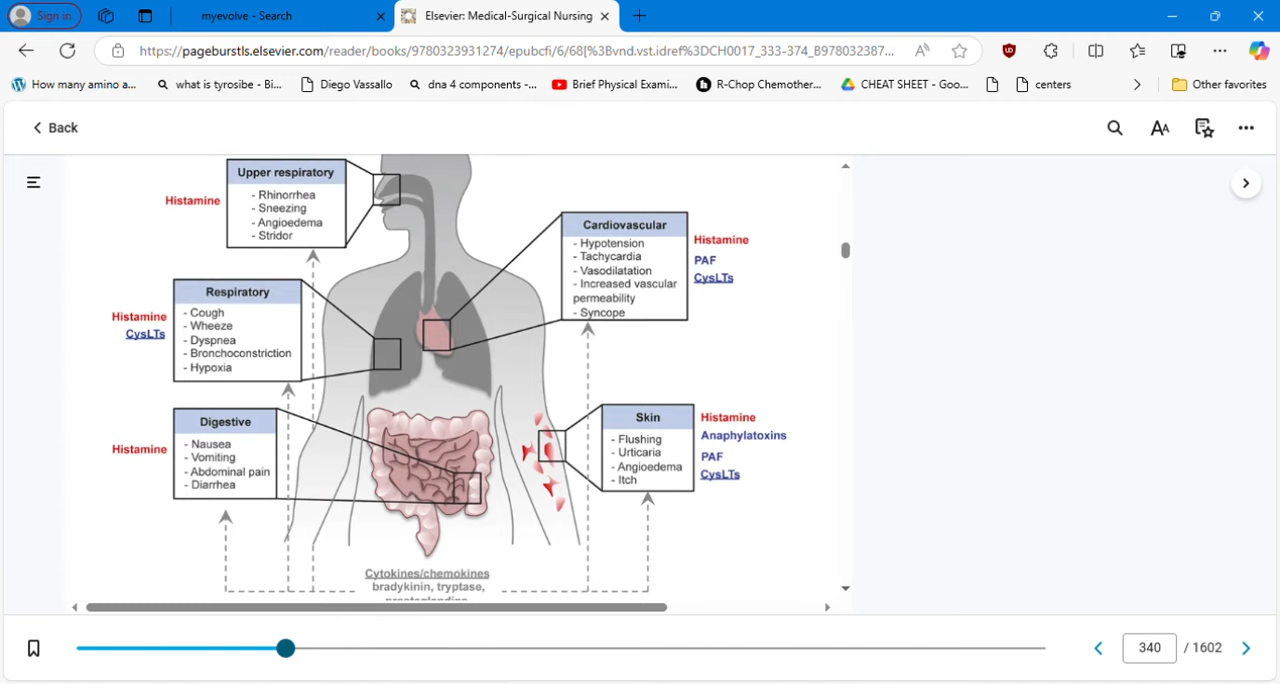 Sign in
myevolve - Search
Elsevier: Medical-Surgical Nursing
https://pageburstls.elsevier.com/reader/books/9780323931274/epubcfi/6/68[%3Bvnd.vst.idref%3DCH0017_333-374_B978032387...
How many amino a...
what is tyrosibe - Bi...
Diego Vassallo
dna 4 components -...
Brief Physical Exami...
R-Chop Chemother...
CHEAT SHEET - Goo...
centers
Other favorites
Back
Upper respiratory
- Rhinorrhea
- Sneezing
- Angioedema
- Stridor
Histamine
Cardiovascular
- Hypotension
- Tachycardia
- Vasodilatation
- Increased vascular
permeability
- Syncope
Histamine
PAF
CysLTs
Respiratory
- Cough
- Wheeze
- Dyspnea
- Bronchoconstriction
- Hypoxia
Histamine
CysLTs
Digestive
- Nausea
- Vomiting
- Abdominal pain
- Diarrhea
Histamine
Skin
- Flushing
- Urticaria
- Angioedema
- Itch
Histamine
Anaphylatoxins
PAF
CysLTs
Cytokines/chemokines
bradykinin, tryptase,
340 / 1602